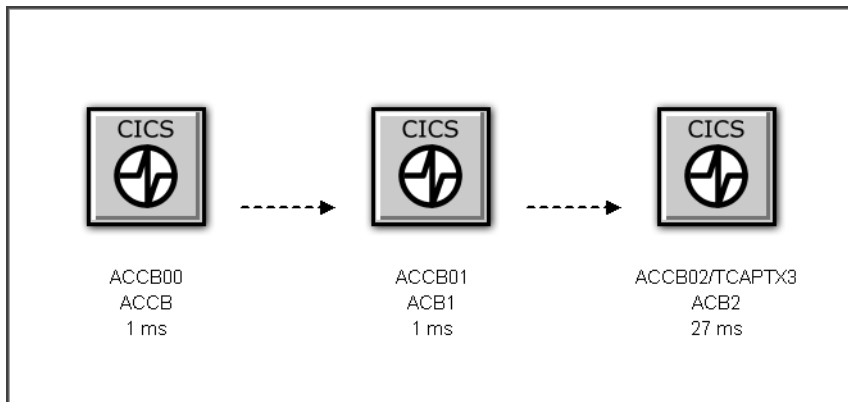 CICS
ACCB00
ACCB
1 ms
CICS
ACCB01
ACB1
1 ms
CICS
ACCB02/TCAPTX3
ACB2
27 ms